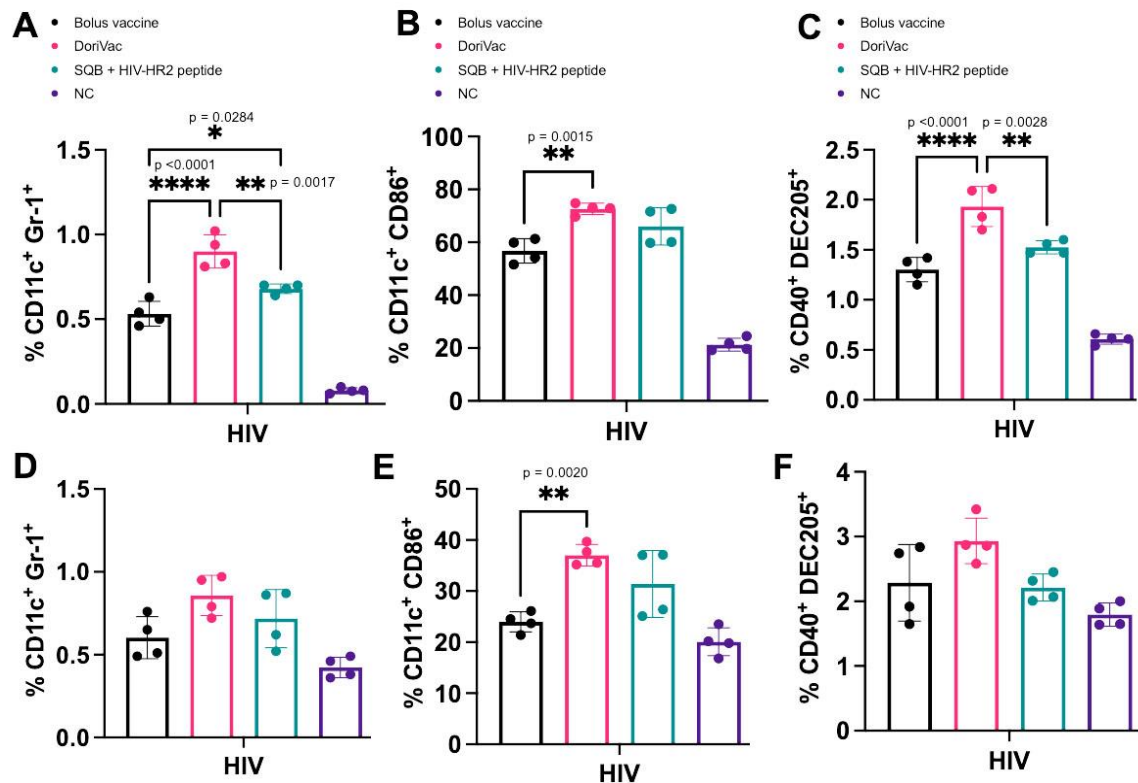 A
Bolus vaccine
DoriVac
SQB + HIV-HR2 peptide
NC
p = 0.0284
*
p <0.0001
**** ** p = 0.0017
% CD11c⁺ Gr-1⁺
1.5
1.0
0.5
0.0
HIV
B
Bolus vaccine
DoriVac
SQB + HIV-HR2 peptide
NC
p = 0.0015
**
% CD11c⁺ CD86⁺
100
80
60
40
20
0
HIV
C
Bolus vaccine
DoriVac
SQB + HIV-HR2 peptide
NC
p <0.0001 p = 0.0028
**** **
% CD40⁺ DEC205⁺
2.5
2.0
1.5
1.0
0.5
0.0
HIV
D
% CD11c⁺ Gr-1⁺
1.5
1.0
0.5
0.0
HIV
E
p = 0.0020
**
% CD11c⁺ CD86⁺
50
40
30
20
10
0
HIV
F
% CD40⁺ DEC205⁺
4
3
2
1
0
HIV